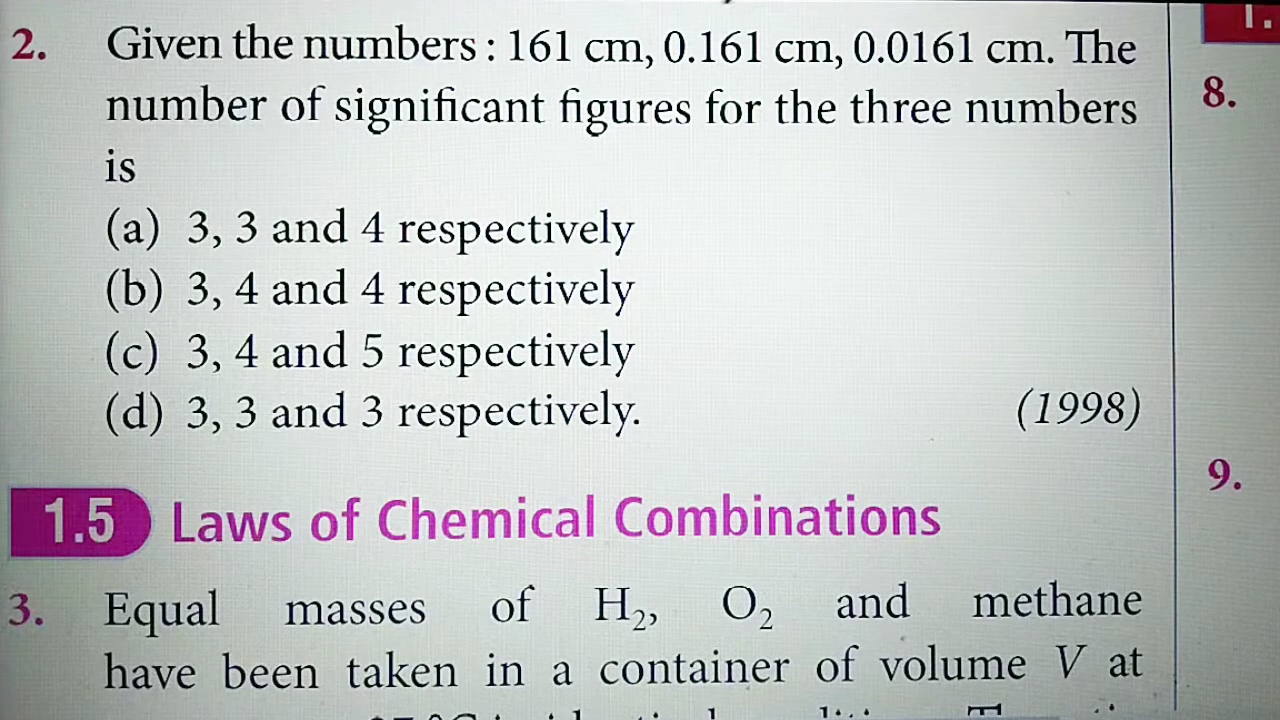 2. Given the numbers : 161 cm, 0.161 cm, 0.0161 cm. The
number of significant figures for the three numbers
is
(a) 3, 3 and 4 respectively
(b) 3, 4 and 4 respectively
(c) 3, 4 and 5 respectively
(d) 3, 3 and 3 respectively. (1998)
1.5 Laws of Chemical Combinations
3. Equal masses of H₂, O₂ and methane
have been taken in a container of volume V at
8.
9.